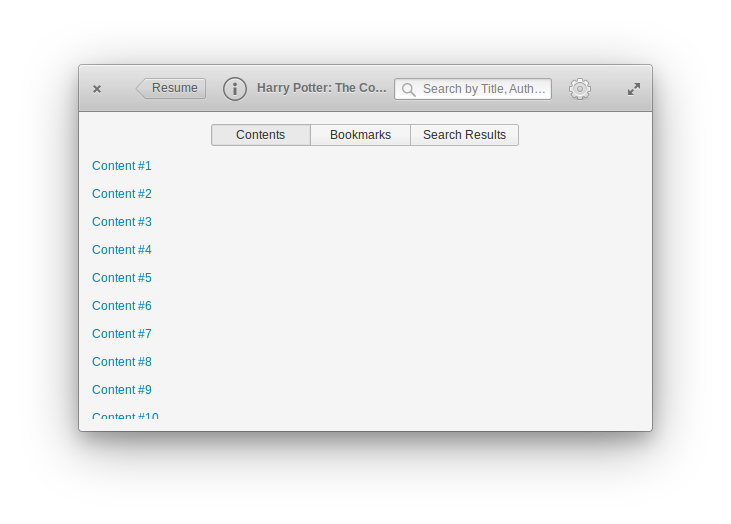 Resume
Harry Potter: The Co...
Search by Title, Auth...
Contents Bookmarks Search Results
Content #1
Content #2
Content #3
Content #4
Content #5
Content #6
Content #7
Content #8
Content #9
Content #10